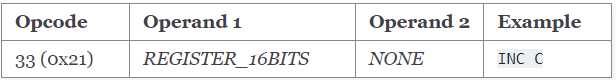 Opcode Operand 1 Operand 2 Example
33 (0x21) REGISTER_16BITS NONE INC C